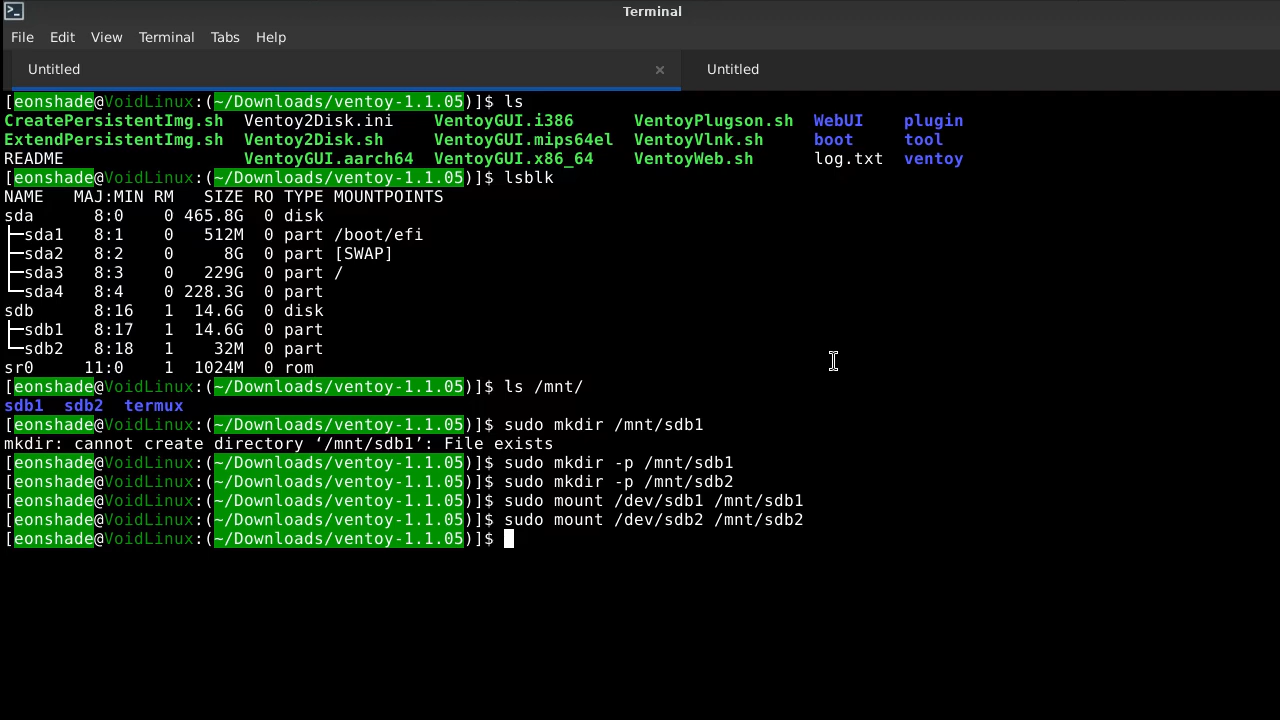 Terminal
File Edit View Terminal Tabs Help
Untitled × Untitled
[eonshade@VoidLinux:(~/Downloads/ventoy-1.1.05)]$ ls
CreatePersistentImg.sh  Ventoy2Disk.ini    VentoyGUI.i386      VentoyPlugson.sh  WebUI    plugin
ExtendPersistentImg.sh  Ventoy2Disk.sh     VentoyGUI.mips64el  VentoyVlnk.sh     boot     tool
README                  VentoyGUI.aarch64  VentoyGUI.x86_64    VentoyWeb.sh      log.txt  ventoy
[eonshade@VoidLinux:(~/Downloads/ventoy-1.1.05)]$ lsblk
NAME   MAJ:MIN RM   SIZE RO TYPE MOUNTPOINTS
sda      8:0    0 465.8G  0 disk
├─sda1   8:1    0   512M  0 part /boot/efi
├─sda2   8:2    0     8G  0 part [SWAP]
├─sda3   8:3    0   229G  0 part /
└─sda4   8:4    0 228.3G  0 part
sdb      8:16   1  14.6G  0 disk
├─sdb1   8:17   1  14.6G  0 part
└─sdb2   8:18   1    32M  0 part
sr0     11:0    1  1024M  0 rom
[eonshade@VoidLinux:(~/Downloads/ventoy-1.1.05)]$ ls /mnt/
sdb1  sdb2  termux
[eonshade@VoidLinux:(~/Downloads/ventoy-1.1.05)]$ sudo mkdir /mnt/sdb1
mkdir: cannot create directory ‘/mnt/sdb1’: File exists
[eonshade@VoidLinux:(~/Downloads/ventoy-1.1.05)]$ sudo mkdir -p /mnt/sdb1
[eonshade@VoidLinux:(~/Downloads/ventoy-1.1.05)]$ sudo mkdir -p /mnt/sdb2
[eonshade@VoidLinux:(~/Downloads/ventoy-1.1.05)]$ sudo mount /dev/sdb1 /mnt/sdb1
[eonshade@VoidLinux:(~/Downloads/ventoy-1.1.05)]$ sudo mount /dev/sdb2 /mnt/sdb2
[eonshade@VoidLinux:(~/Downloads/ventoy-1.1.05)]$